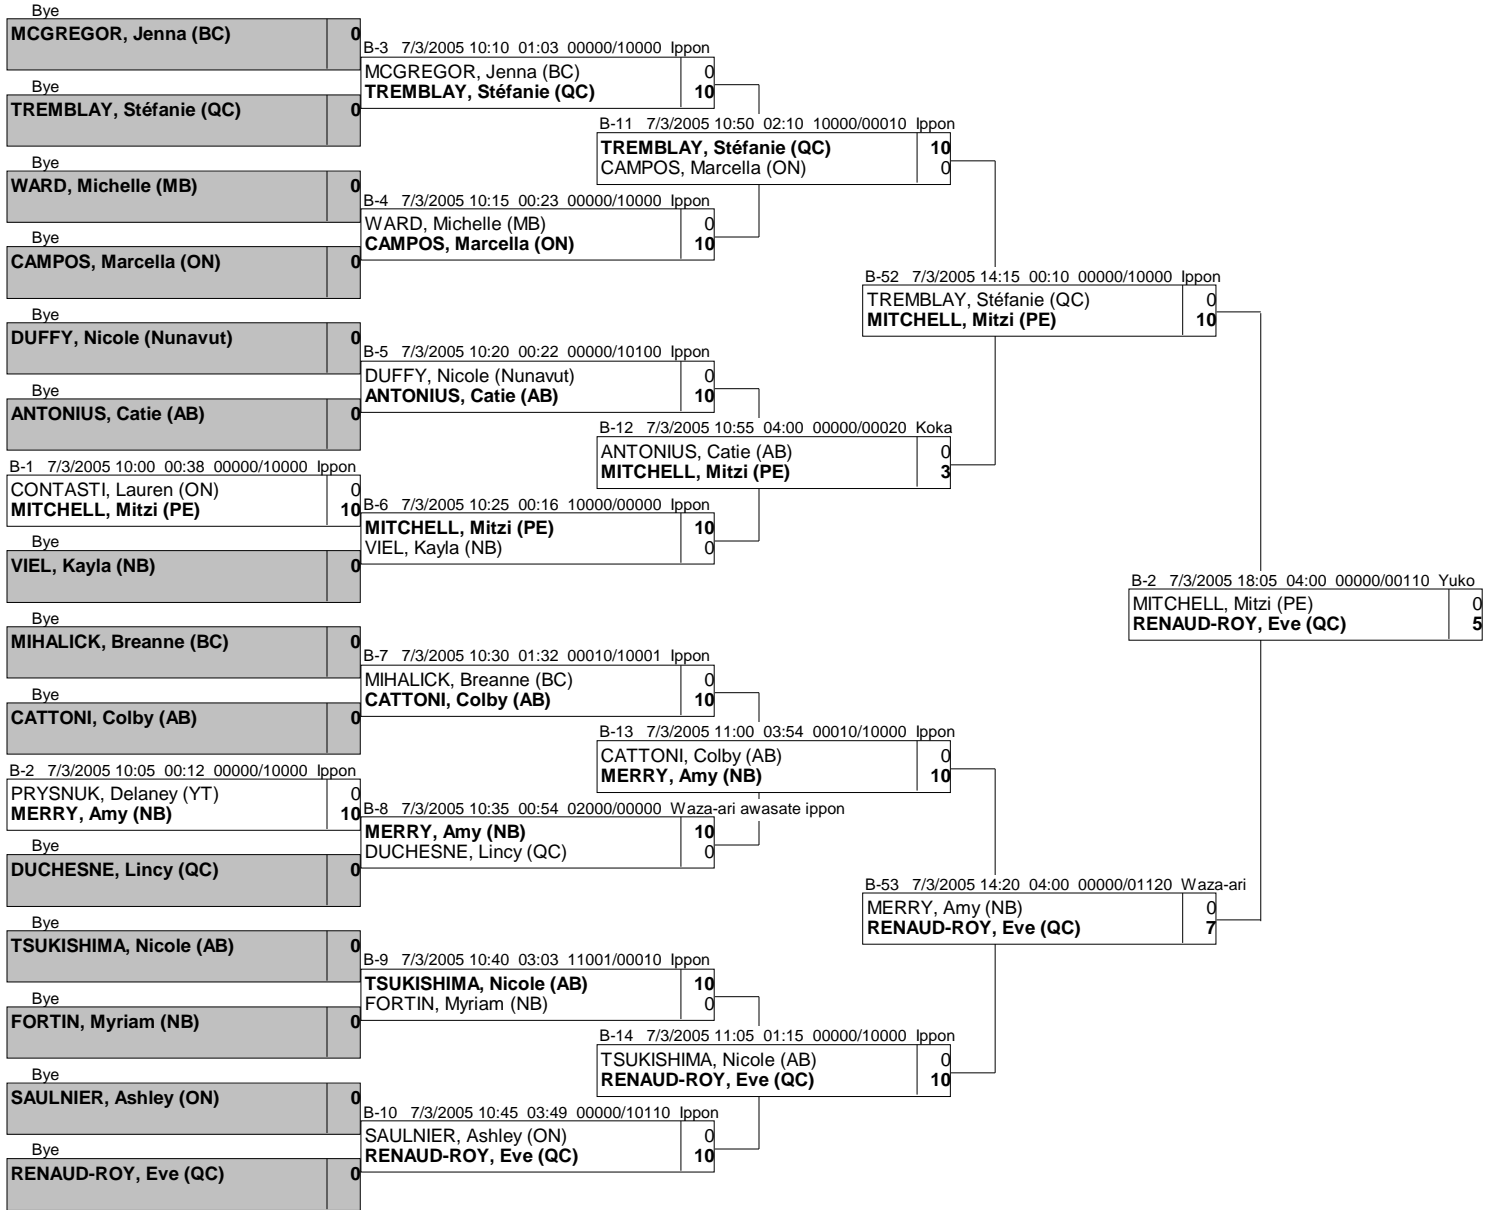 Bye
MCGREGOR, Jenna (BC) 0
Bye
TREMBLAY, Stéfanie (QC) 0
Bye
WARD, Michelle (MB) 0
Bye
CAMPOS, Marcella (ON) 0
Bye
DUFFY, Nicole (Nunavut) 0
Bye
ANTONIUS, Catie (AB) 0
B-1 7/3/2005 10:00 00:38 00000/10000 Ippon
CONTASTI, Lauren (ON) 0
MITCHELL, Mitzi (PE) 10
Bye
VIEL, Kayla (NB) 0
Bye
MIHALICK, Breanne (BC) 0
Bye
CATTONI, Colby (AB) 0
B-2 7/3/2005 10:05 00:12 00000/10000 Ippon
PRYSNUK, Delaney (YT) 0
MERRY, Amy (NB) 10
Bye
DUCHESNE, Lincy (QC) 0
Bye
TSUKISHIMA, Nicole (AB) 0
Bye
FORTIN, Myriam (NB) 0
Bye
SAULNIER, Ashley (ON) 0
Bye
RENAUD-ROY, Eve (QC) 0
B-3 7/3/2005 10:10 01:03 00000/10000 Ippon
MCGREGOR, Jenna (BC) 0
TREMBLAY, Stéfanie (QC) 10
B-4 7/3/2005 10:15 00:23 00000/10000 Ippon
WARD, Michelle (MB) 0
CAMPOS, Marcella (ON) 10
B-5 7/3/2005 10:20 00:22 00000/10100 Ippon
DUFFY, Nicole (Nunavut) 0
ANTONIUS, Catie (AB) 10
B-6 7/3/2005 10:25 00:16 10000/00000 Ippon
MITCHELL, Mitzi (PE) 10
VIEL, Kayla (NB) 0
B-7 7/3/2005 10:30 01:32 00010/10001 Ippon
MIHALICK, Breanne (BC) 0
CATTONI, Colby (AB) 10
B-8 7/3/2005 10:35 00:54 02000/00000 Waza-ari awasate ippon
MERRY, Amy (NB) 10
DUCHESNE, Lincy (QC) 0
B-9 7/3/2005 10:40 03:03 11001/00010 Ippon
TSUKISHIMA, Nicole (AB) 10
FORTIN, Myriam (NB) 0
B-10 7/3/2005 10:45 03:49 00000/10110 Ippon
SAULNIER, Ashley (ON) 0
RENAUD-ROY, Eve (QC) 10
B-11 7/3/2005 10:50 02:10 10000/00010 Ippon
TREMBLAY, Stéfanie (QC) 10
CAMPOS, Marcella (ON) 0
B-12 7/3/2005 10:55 04:00 00000/00020 Koka
ANTONIUS, Catie (AB) 0
MITCHELL, Mitzi (PE) 3
B-13 7/3/2005 11:00 03:54 00010/10000 Ippon
CATTONI, Colby (AB) 0
MERRY, Amy (NB) 10
B-14 7/3/2005 11:05 01:15 00000/10000 Ippon
TSUKISHIMA, Nicole (AB) 0
RENAUD-ROY, Eve (QC) 10
B-52 7/3/2005 14:15 00:10 00000/10000 Ippon
TREMBLAY, Stéfanie (QC) 0
MITCHELL, Mitzi (PE) 10
B-53 7/3/2005 14:20 04:00 00000/01120 Waza-ari
MERRY, Amy (NB) 0
RENAUD-ROY, Eve (QC) 7
B-2 7/3/2005 18:05 04:00 00000/00110 Yuko
MITCHELL, Mitzi (PE) 0
RENAUD-ROY, Eve (QC) 5